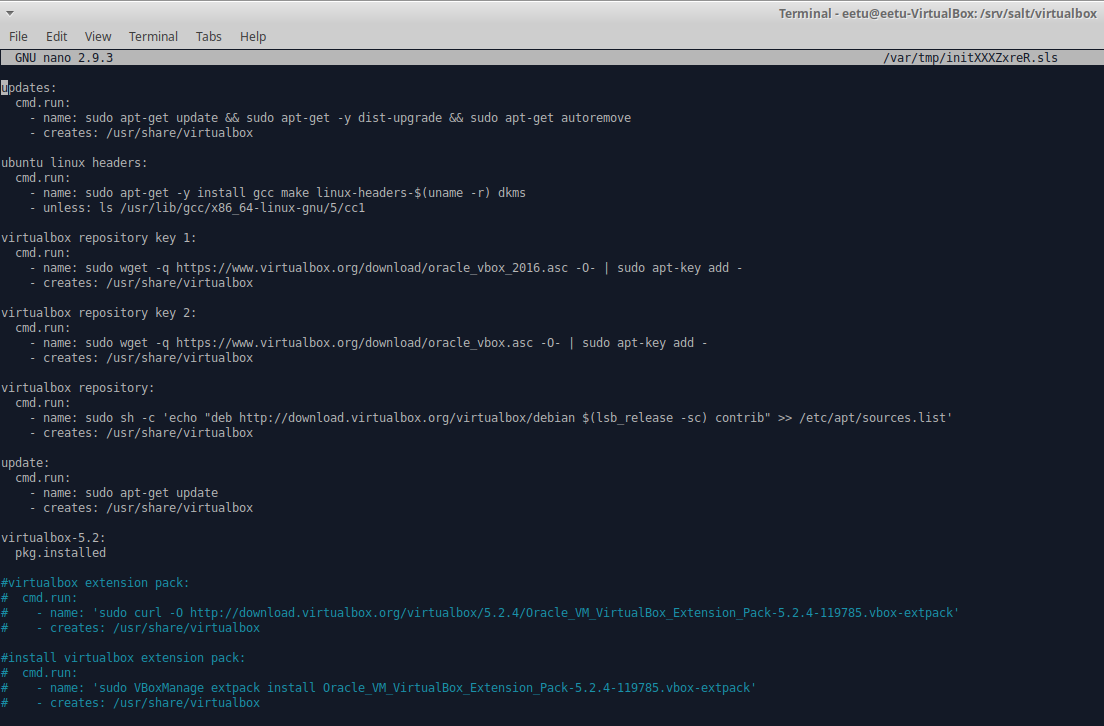 Terminal - eetu@eetu-VirtualBox: /srv/salt/virtualbox
File Edit View Terminal Tabs Help
GNU nano 2.9.3 /var/tmp/initXXXZxreR.sls
updates:
  cmd.run:
    - name: sudo apt-get update && sudo apt-get -y dist-upgrade && sudo apt-get autoremove
    - creates: /usr/share/virtualbox
ubuntu linux headers:
  cmd.run:
    - name: sudo apt-get -y install gcc make linux-headers-$(uname -r) dkms
    - unless: ls /usr/lib/gcc/x86_64-linux-gnu/5/cc1
virtualbox repository key 1:
  cmd.run:
    - name: sudo wget -q https://www.virtualbox.org/download/oracle_vbox_2016.asc -O- | sudo apt-key add -
    - creates: /usr/share/virtualbox
virtualbox repository key 2:
  cmd.run:
    - name: sudo wget -q https://www.virtualbox.org/download/oracle_vbox.asc -O- | sudo apt-key add -
    - creates: /usr/share/virtualbox
virtualbox repository:
  cmd.run:
    - name: sudo sh -c 'echo "deb http://download.virtualbox.org/virtualbox/debian $(lsb_release -sc) contrib" >> /etc/apt/sources.list'
    - creates: /usr/share/virtualbox
update:
  cmd.run:
    - name: sudo apt-get update
    - creates: /usr/share/virtualbox
virtualbox-5.2:
  pkg.installed
#virtualbox extension pack:
#  cmd.run:
#    - name: 'sudo curl -O http://download.virtualbox.org/virtualbox/5.2.4/Oracle_VM_VirtualBox_Extension_Pack-5.2.4-119785.vbox-extpack'
#    - creates: /usr/share/virtualbox
#install virtualbox extension pack:
#  cmd.run:
#    - name: 'sudo VBoxManage extpack install Oracle_VM_VirtualBox_Extension_Pack-5.2.4-119785.vbox-extpack'
#    - creates: /usr/share/virtualbox